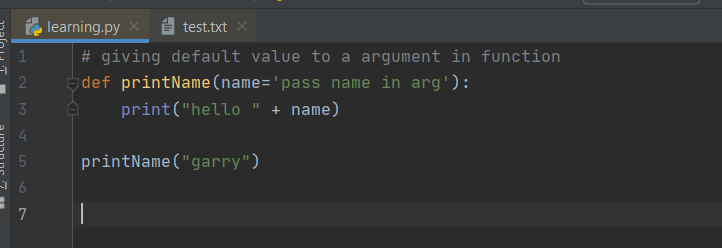 learning.py test.txt
1 # giving default value to a argument in function
2 def printName(name='pass name in arg'):
3 print("hello " + name)
4
5 printName("garry")
6
7
Project
Z: Structure